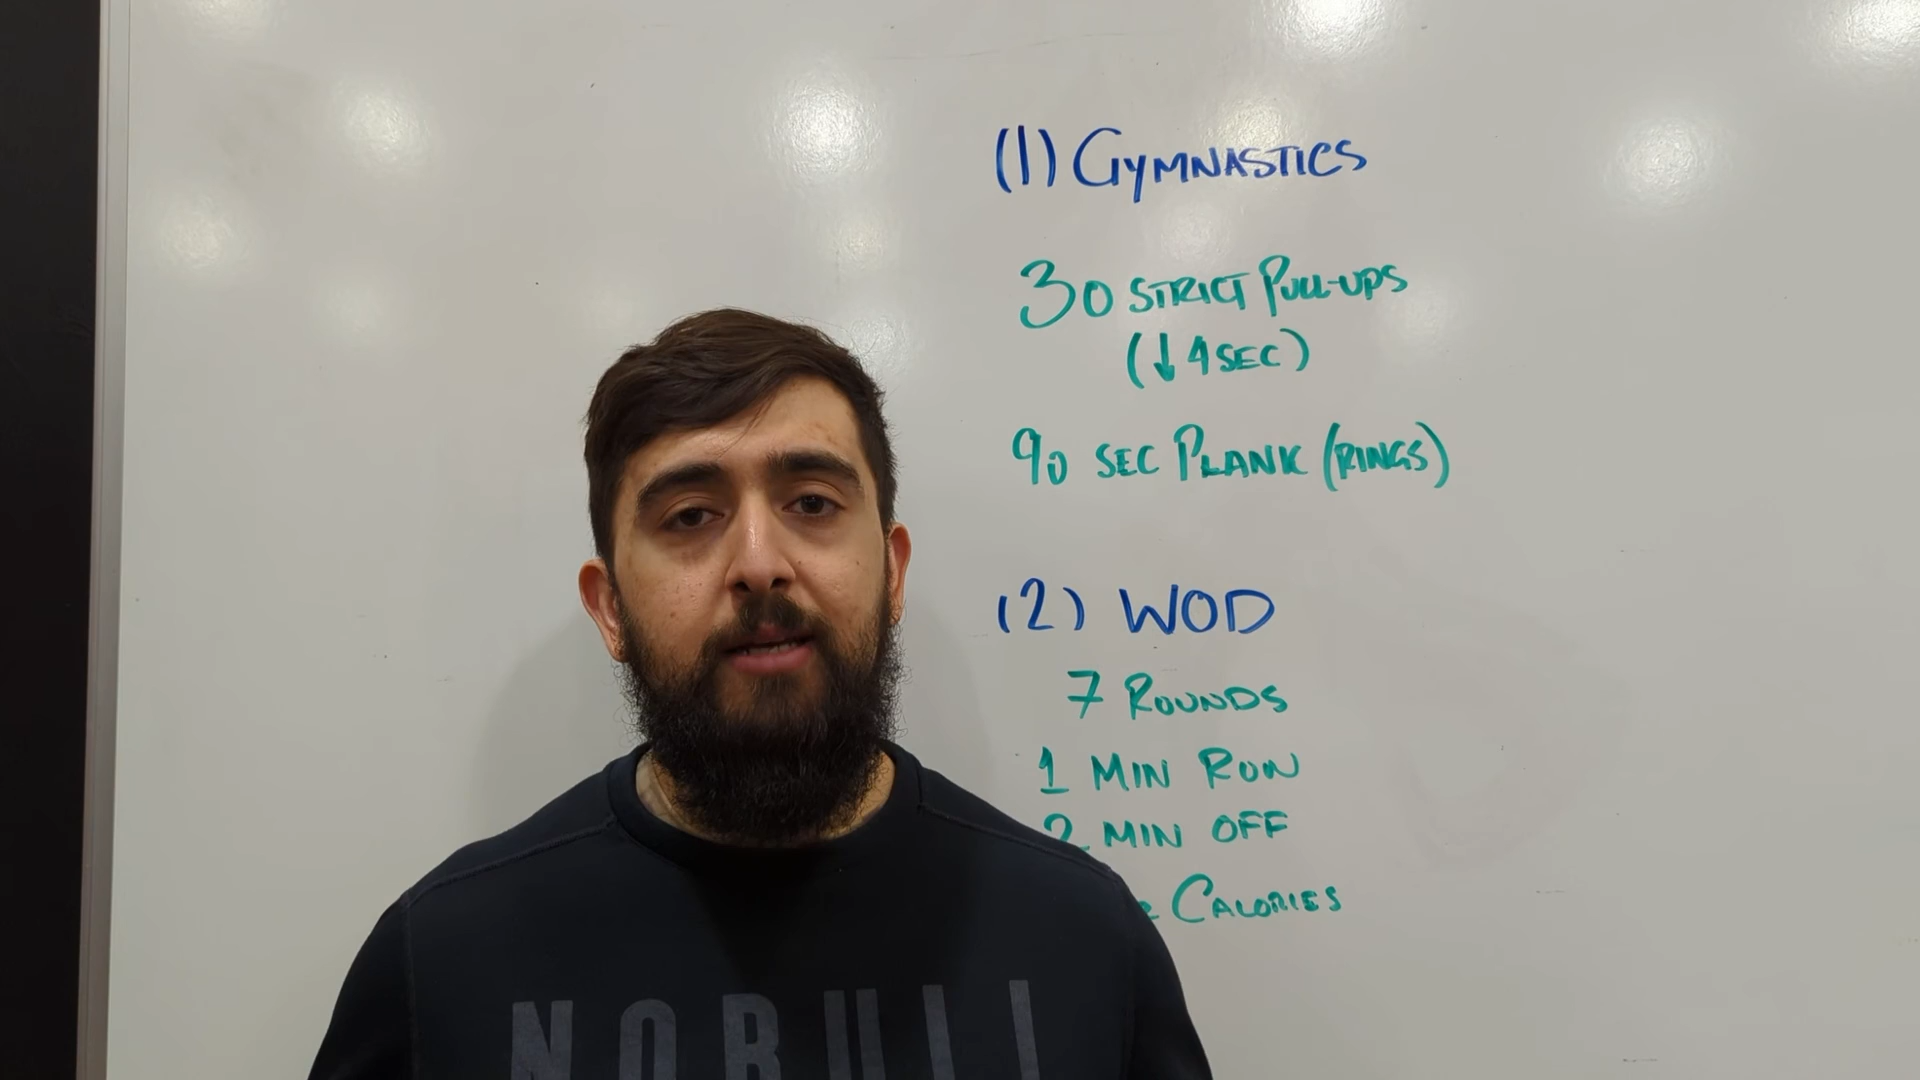 (1) GYMNASTICS
30 STRICT PULL-UPS
(↓ 4 SEC)
90 SEC PLANK (RINGS)
(2) WOD
7 ROUNDS
1 MIN RUN
2 MIN OFF
CALORIES
NOBULL